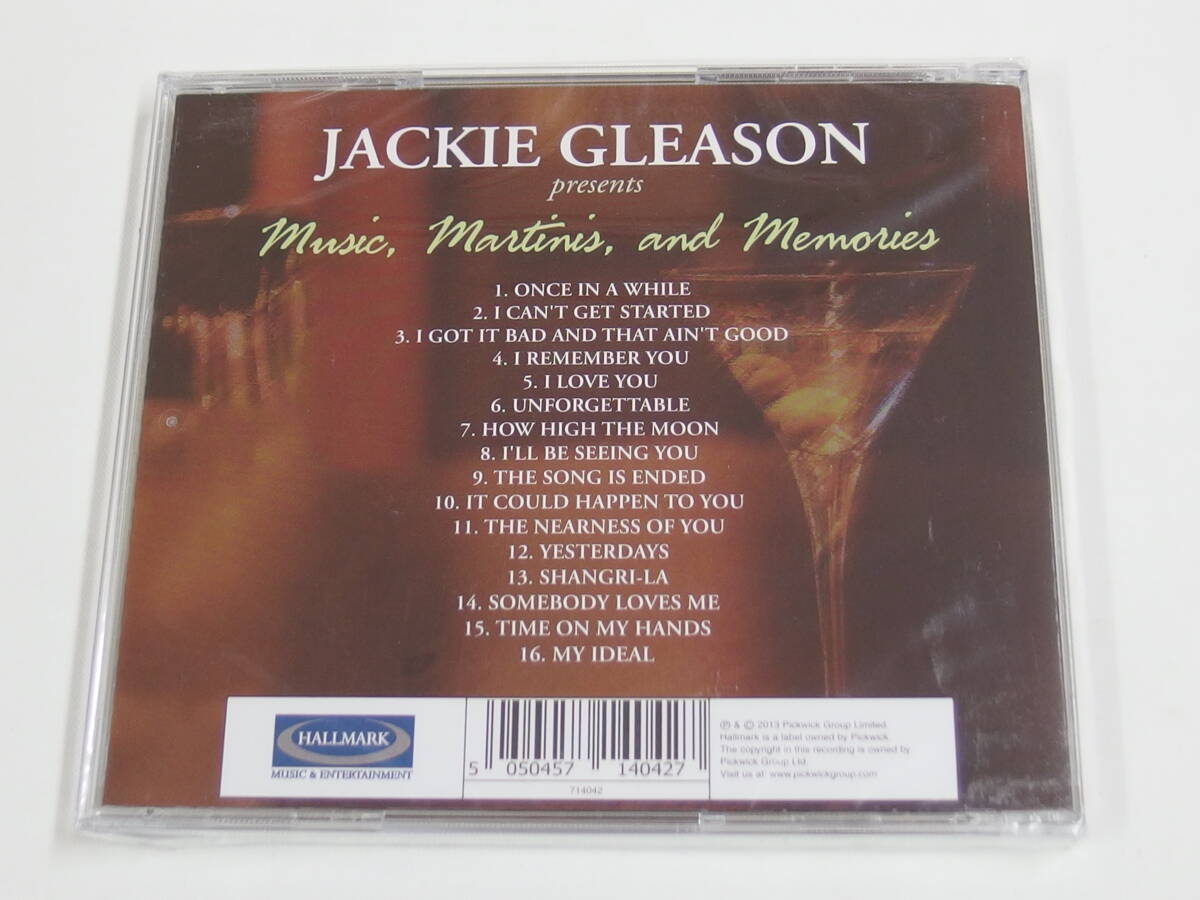 JACKIE GLEASON
presents
Music, Martinis, and Memories
1. ONCE IN A WHILE
2. I CAN'T GET STARTED
3. I GOT IT BAD AND THAT AIN'T GOOD
4. I REMEMBER YOU
5. I LOVE YOU
6. UNFORGETTABLE
7. HOW HIGH THE MOON
8. I'LL BE SEEING YOU
9. THE SONG IS ENDED
10. IT COULD HAPPEN TO YOU
11. THE NEARNESS OF YOU
12. YESTERDAYS
13. SHANGRI-LA
14. SOMEBODY LOVES ME
15. TIME ON MY HANDS
16. MY IDEAL
HALLMARK
MUSIC & ENTERTAINMENT
5 050457 140427
714042
℗ & © 2013 Pickwick Group Limited.
Hallmark is a label owned by Pickwick.
The copyright in this recording is owned by
Pickwick Group Ltd.
Visit us at: www.pickwickgroup.com